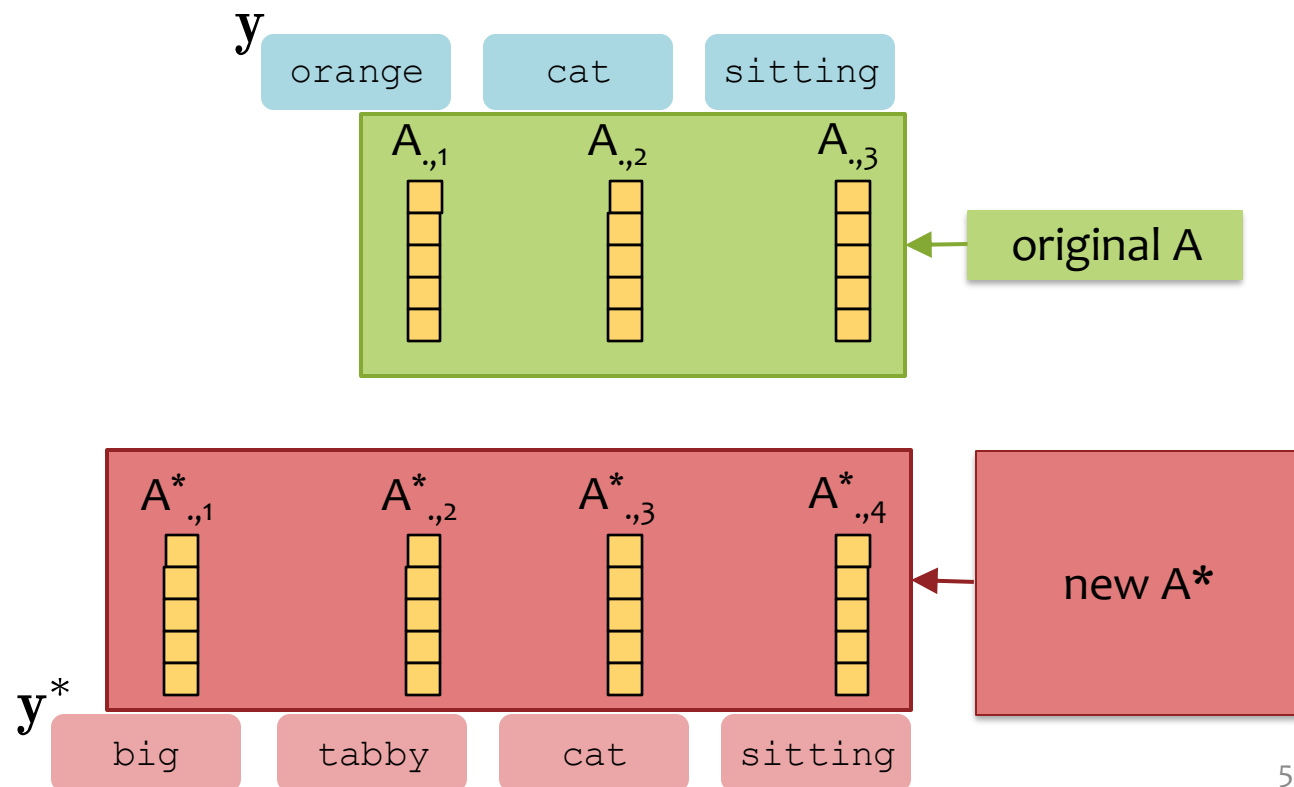 y
orange cat sitting
A.,1 A.,2 A.,3
original A
A*.,1 A*.,2 A*.,3 A*.,4
new A*
y*
big tabby cat sitting
5